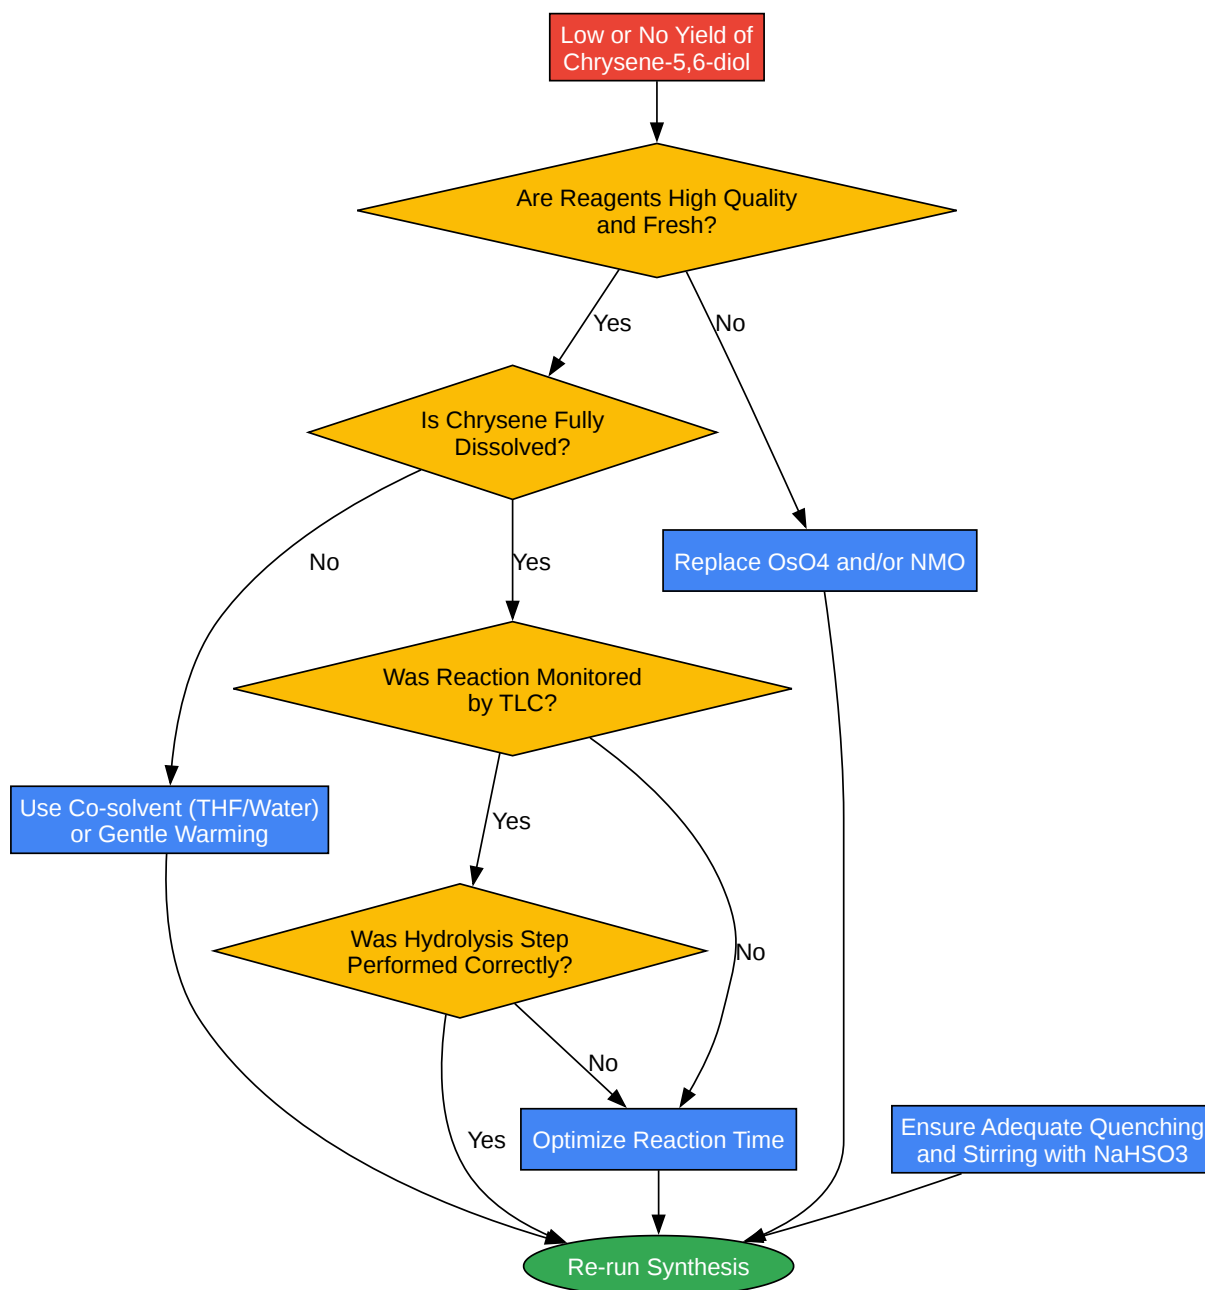 Low or No Yield of
Chrysene-5,6-diol
Are Reagents High Quality
and Fresh?
Yes
No
Is Chrysene Fully
Dissolved?
No
Yes
Replace OsO4 and/or NMO
Was Reaction Monitored
by TLC?
Use Co-solvent (THF/Water)
or Gentle Warming
Yes
No
Was Hydrolysis Step
Performed Correctly?
No
Yes
Optimize Reaction Time
Ensure Adequate Quenching
and Stirring with NaHSO3
Re-run Synthesis